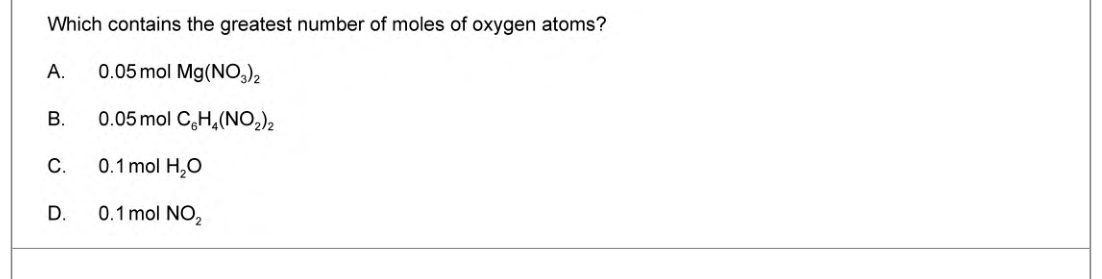 Which contains the greatest number of moles of oxygen atoms?
A. 0.05 mol Mg(NO₃)₂
B. 0.05 mol C₆H₄(NO₂)₂
C. 0.1 mol H₂O
D. 0.1 mol NO₂